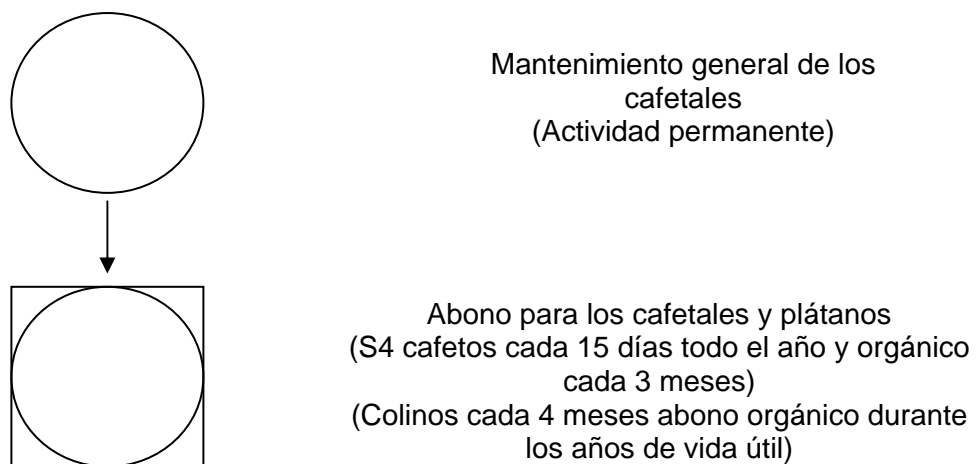 Mantenimiento general de los
cafetales
(Actividad permanente)
Abono para los cafetales y plátanos
(S4 cafetos cada 15 días todo el año y orgánico
cada 3 meses)
(Colinos cada 4 meses abono orgánico durante
los años de vida útil)